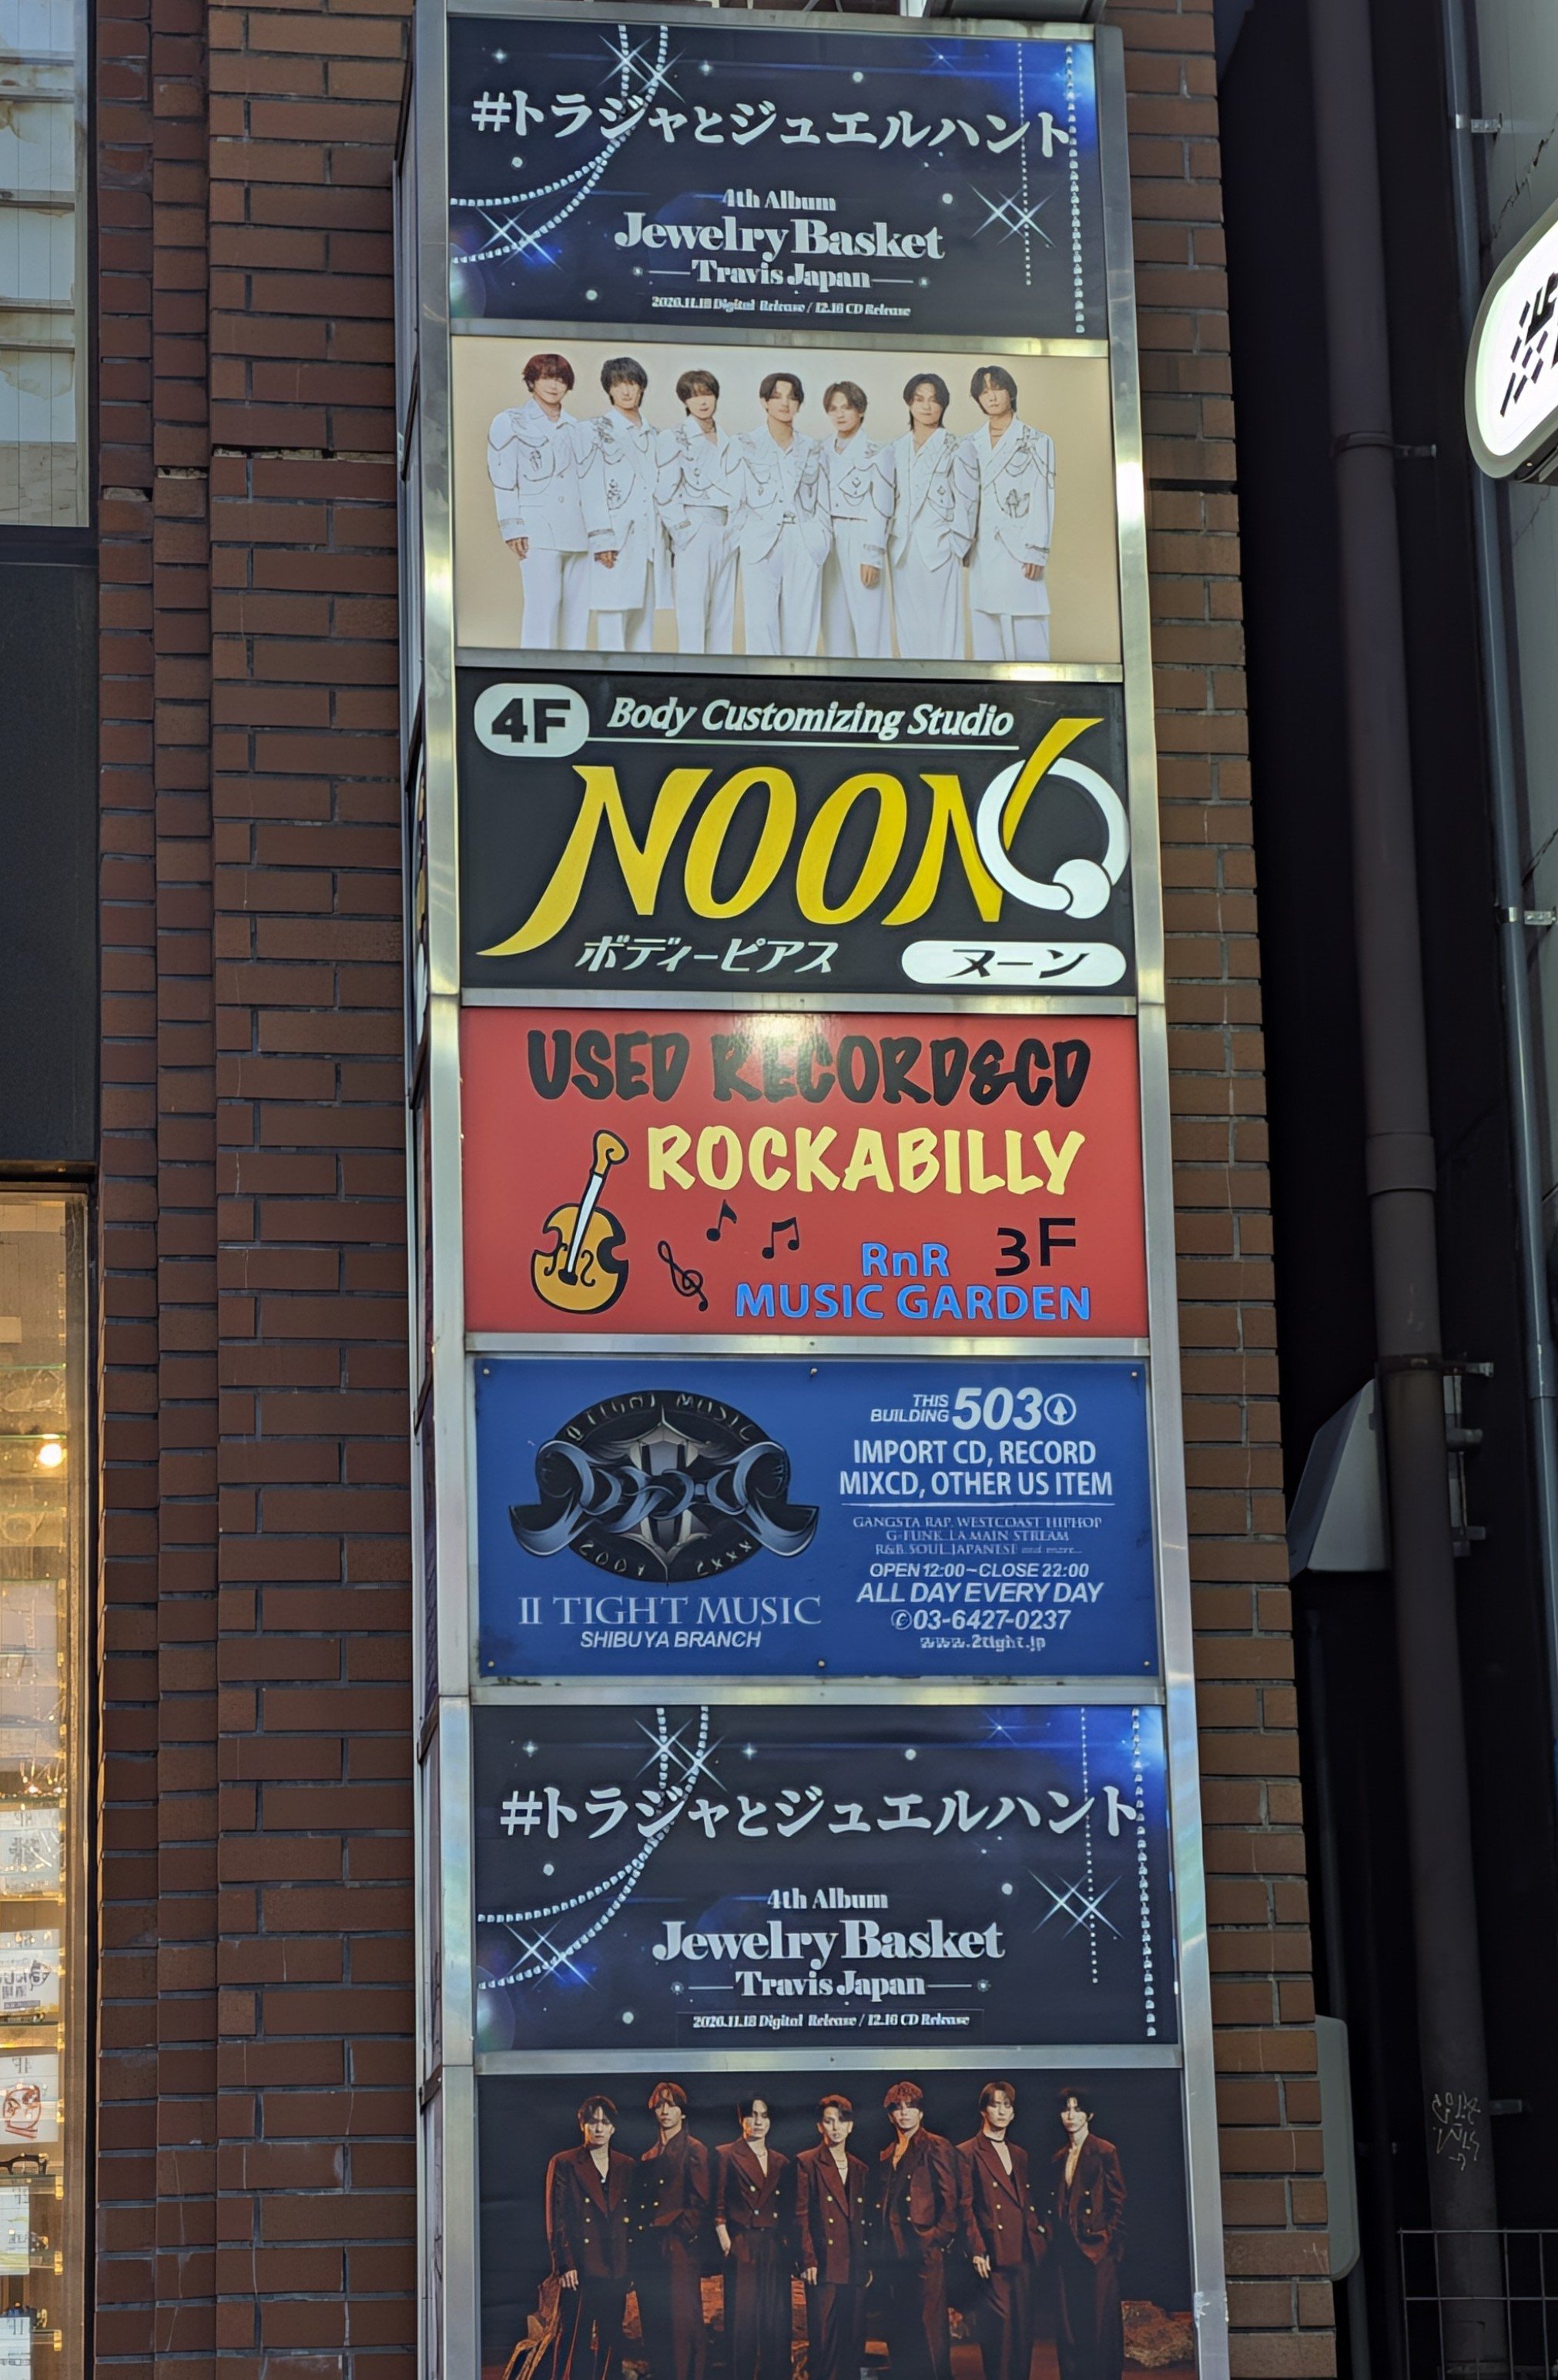 #トラジャとジュエルハント
4th Album
Jewelry Basket
Travis Japan
2026.11.18 Digital Release / 12.16 CD Release
4F
Body Customizing Studio
NOON
ボディーピアス
ヌーン
USED RECORD&CD
ROCKABILLY
3F
RnR
MUSIC GARDEN
THIS BUILDING 503
IMPORT CD, RECORD
MIXCD, OTHER US ITEM
GANGSTA RAP, WESTCOAST HIPHOP
G-FUNK, LA MAIN STREAM
R&B, SOUL, JAPANESE and more...
OPEN 12:00~CLOSE 22:00
ALL DAY EVERY DAY
✆03-6427-0237
www.2tight.jp
II TIGHT MUSIC
SHIBUYA BRANCH
#トラジャとジュエルハント
4th Album
Jewelry Basket
Travis Japan
2026.11.18 Digital Release / 12.16 CD Release